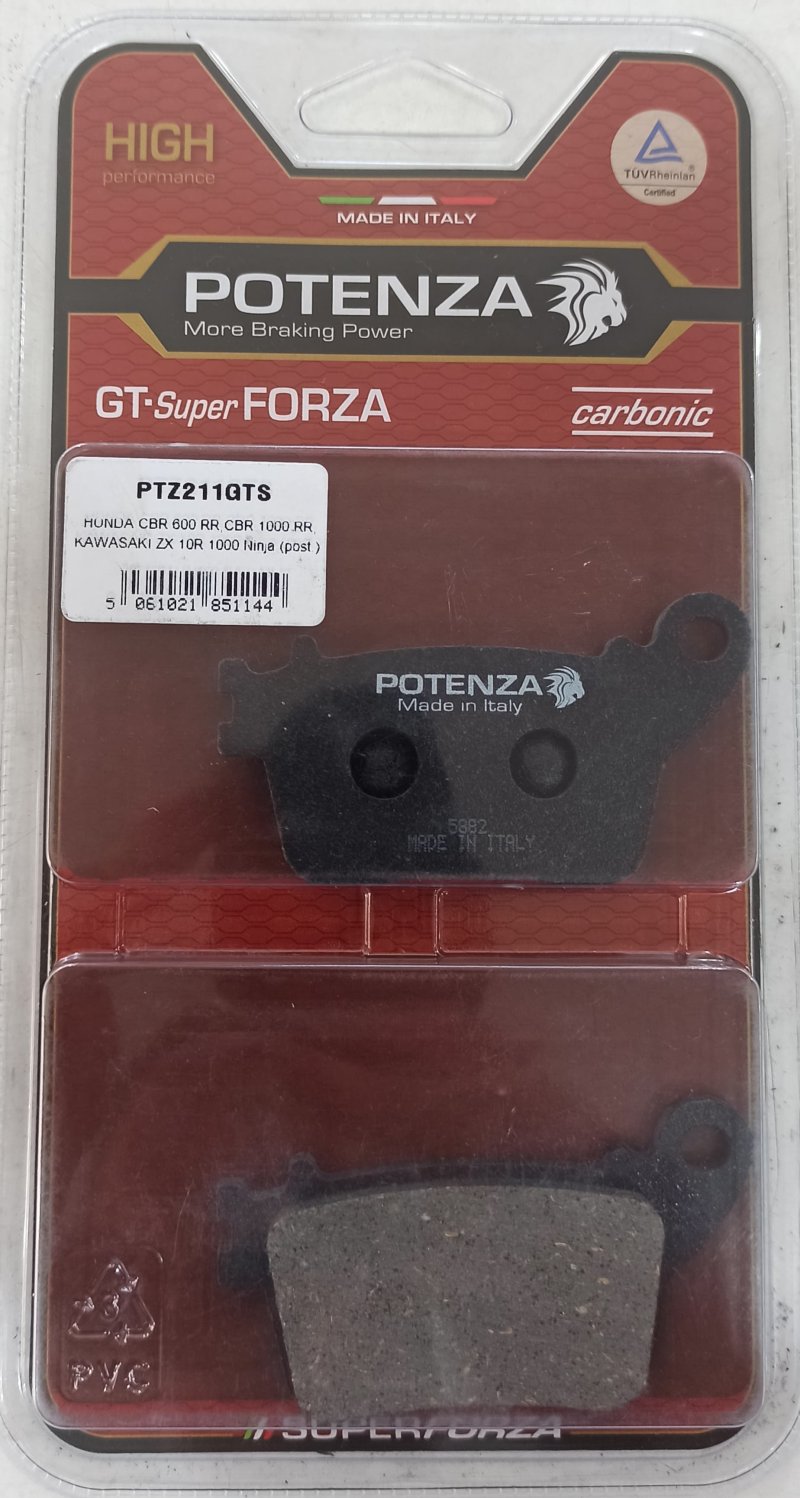 HIGH
performance
TÜVRheinlan
®
Certified
MADE IN ITALY
POTENZA
More Braking Power
GT-Super FORZA
carbonic
PTZ211GTS
HONDA CBR 600 RR, CBR 1000 RR,
KAWASAKI ZX 10R 1000 Ninja (post.)
5 061021 851144
POTENZA
Made in Italy
5882
MADE IN ITALY
3
PVC
SUPERFORZA